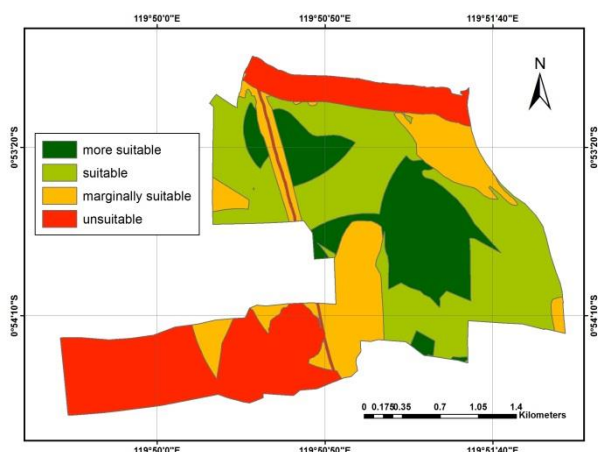 119°50'0"E 119°50'50"E 119°51'40"E
N
0°53'20"S 0°53'20"S
more suitable
suitable
marginally suitable
unsuitable
0°54'10"S 0°54'10"S
0 0.175 0.35 0.7 1.05 1.4
Kilometers
119°50'0"E 119°50'50"E 119°51'40"E